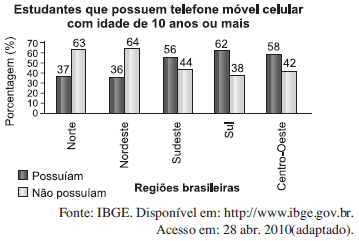 Estudantes que possuem telefone móvel celular
com idade de 10 anos ou mais
Porcentagem (%)
70
60
50
40
30
20
10
0
37 63
36 64
56 44
62 38
58 42
Norte
Nordeste
Sudeste
Sul
Centro-Oeste
Possuíam
Não possuíam
Regiões brasileiras
Fonte: IBGE. Disponível em: http://www.ibge.gov.br.
Acesso em: 28 abr. 2010(adaptado).